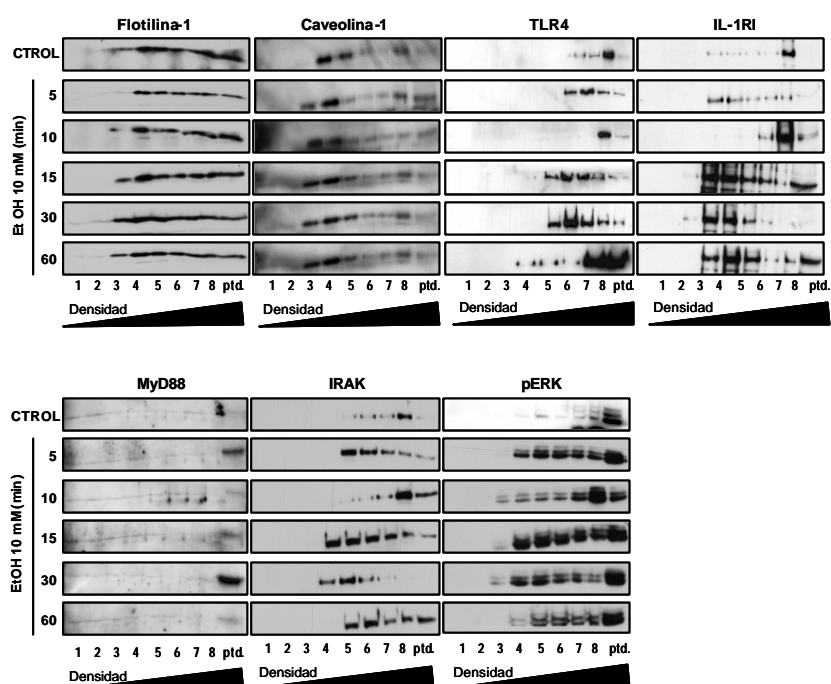 Flotilina-1 Caveolina-1 TLR4 IL-1RI
CTROL
5
10
15
30
60
Et OH 10 mM (min)
1 2 3 4 5 6 7 8 ptd. 1 2 3 4 5 6 7 8 ptd. 1 2 3 4 5 6 7 8 ptd. 1 2 3 4 5 6 7 8 ptd.
Densidad Densidad Densidad Densidad
MyD88 IRAK pERK
CTROL
5
10
15
30
60
EtOH 10 mM (min)
1 2 3 4 5 6 7 8 ptd. 1 2 3 4 5 6 7 8 ptd. 1 2 3 4 5 6 7 8 ptd.
Densidad Densidad Densidad